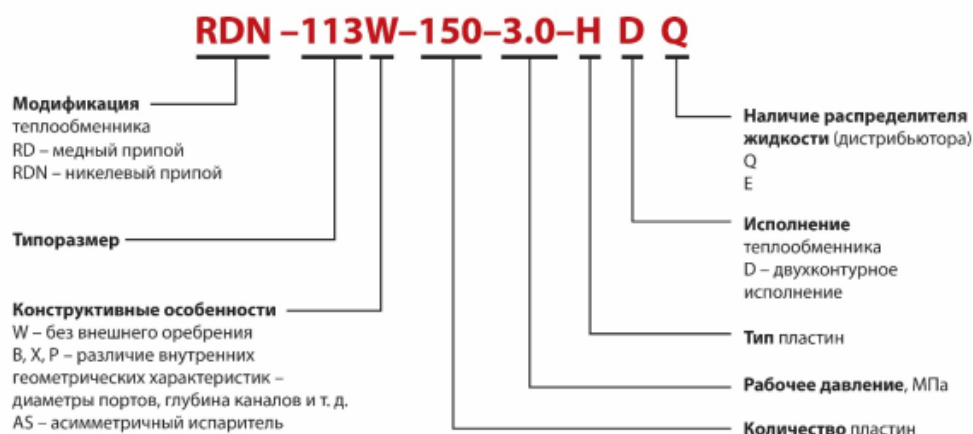 RDN –113W–150–3.0–H D Q
Модификация
теплообменника
RD – медный припой
RDN – никелевый припой
Типоразмер
Конструктивные особенности
W – без внешнего оребрения
B, X, P – различие внутренних
геометрических характеристик –
диаметры портов, глубина каналов и т. д.
AS – асимметричный испаритель
Наличие распределителя
жидкости (дистрибьютора)
Q
E
Исполнение
теплообменника
D – двухконтурное
исполнение
Тип пластин
Рабочее давление, МПа
Количество пластин